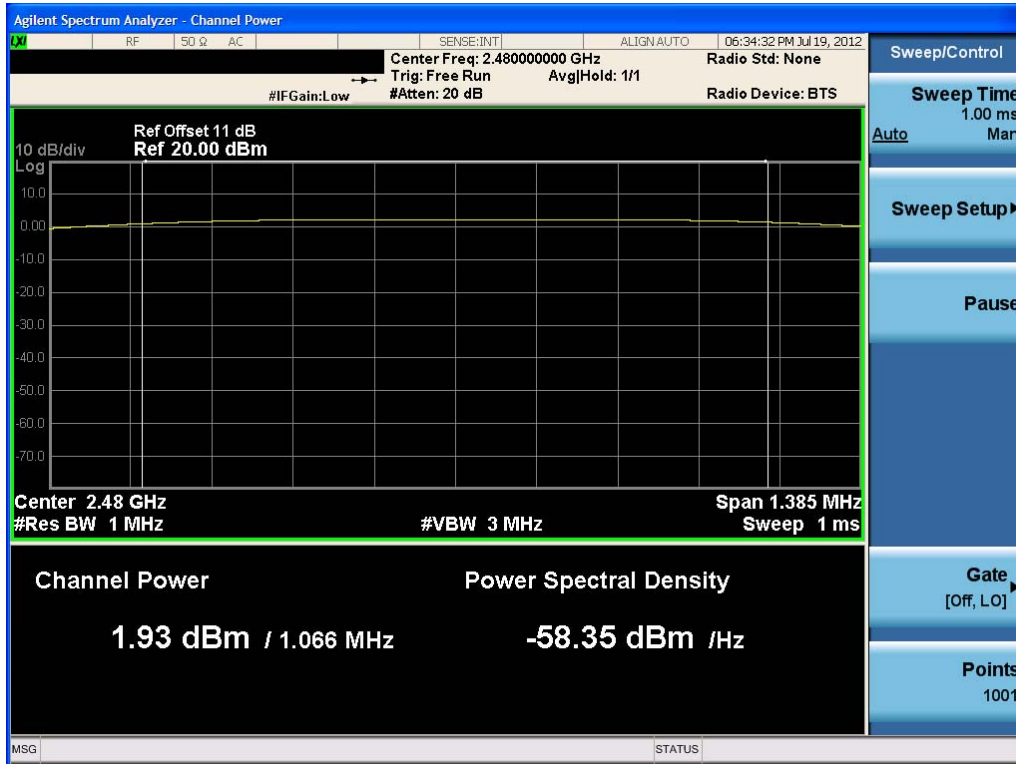 Agilent Spectrum Analyzer - Channel Power
LXI RF 50 Ω AC SENSE:INT ALIGN AUTO 06:34:32 PM Jul 19, 2012
Center Freq: 2.480000000 GHz Radio Std: None
Trig: Free Run Avg|Hold: 1/1
#IFGain:Low #Atten: 20 dB Radio Device: BTS
Ref Offset 11 dB
10 dB/div Ref 20.00 dBm
Log
10.0
0.00
-10.0
-20.0
-30.0
-40.0
-50.0
-60.0
-70.0
Center 2.48 GHz Span 1.385 MHz
#Res BW 1 MHz #VBW 3 MHz Sweep 1 ms
Channel Power Power Spectral Density
1.93 dBm / 1.066 MHz -58.35 dBm /Hz
MSG STATUS
Sweep/Control
Sweep Time
1.00 ms
Auto Man
Sweep Setup
Pause
Gate
[Off, LO]
Points
1001